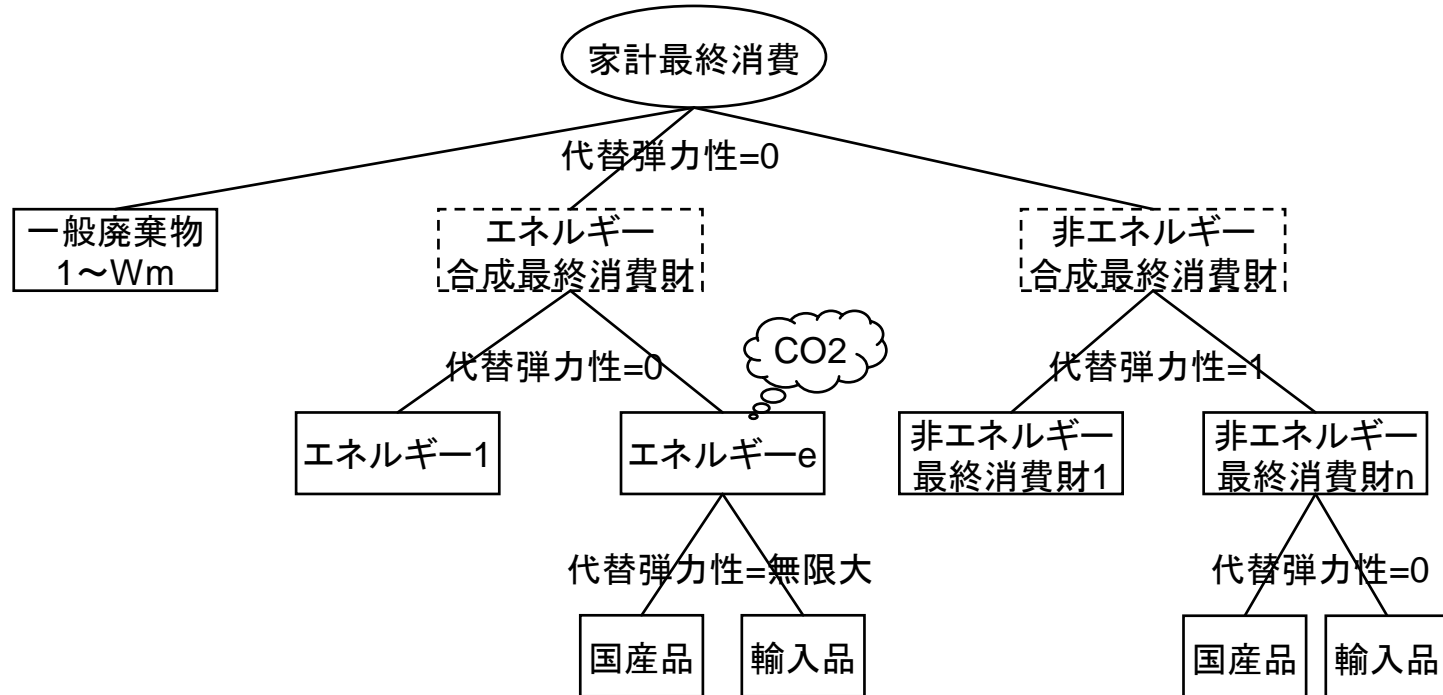 家計最終消費
代替弾力性=0
一般廃棄物
1～Wm
エネルギー
合成最終消費財
非エネルギー
合成最終消費財
CO2
代替弾力性=0
代替弾力性=1
エネルギー1
エネルギーe
非エネルギー
最終消費財1
非エネルギー
最終消費財n
代替弾力性=無限大
代替弾力性=0
国産品
輸入品
国産品
輸入品